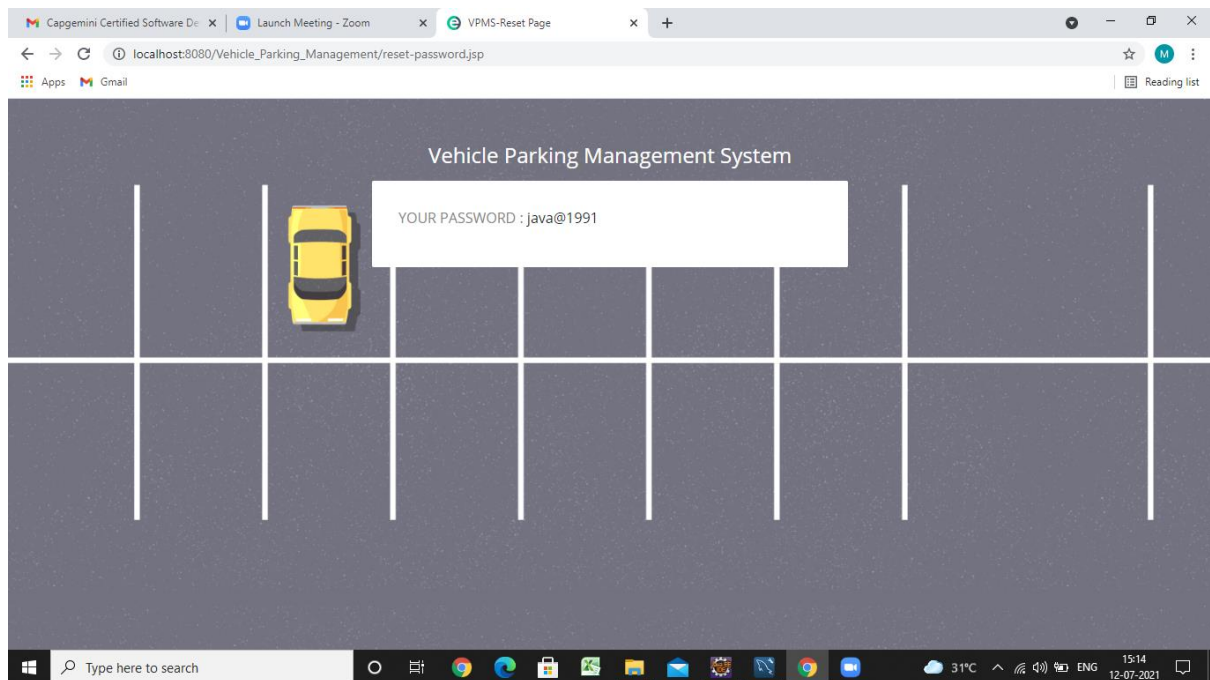 Capgemini Certified Software De
Launch Meeting - Zoom
VPMS-Reset Page
localhost:8080/Vehicle_Parking_Management/reset-password.jsp
M
Apps
Gmail
Reading list
Vehicle Parking Management System
YOUR PASSWORD : java@1991
Type here to search
31°C
ENG
15:14
12-07-2021